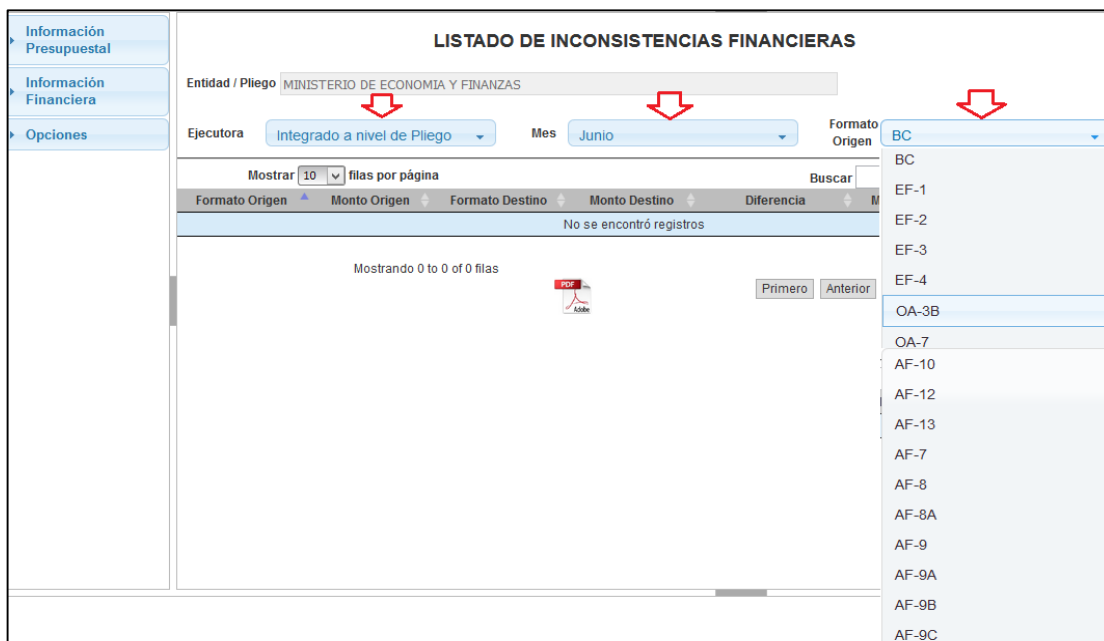 Información
Presupuestal
Información
Financiera
Opciones
LISTADO DE INCONSISTENCIAS FINANCIERAS
Entidad / Pliego MINISTERIO DE ECONOMIA Y FINANZAS
Ejecutora Integrado a nivel de Pliego Mes Junio Formato Origen BC
Mostrar 10 filas por página Buscar
Formato Origen Monto Origen Formato Destino Monto Destino Diferencia
No se encontró registros
Mostrando 0 to 0 of 0 filas
PDF
Adobe
Primero Anterior
BC
EF-1
EF-2
EF-3
EF-4
OA-3B
OA-7
AF-10
AF-12
AF-13
AF-7
AF-8
AF-8A
AF-9
AF-9A
AF-9B
AF-9C